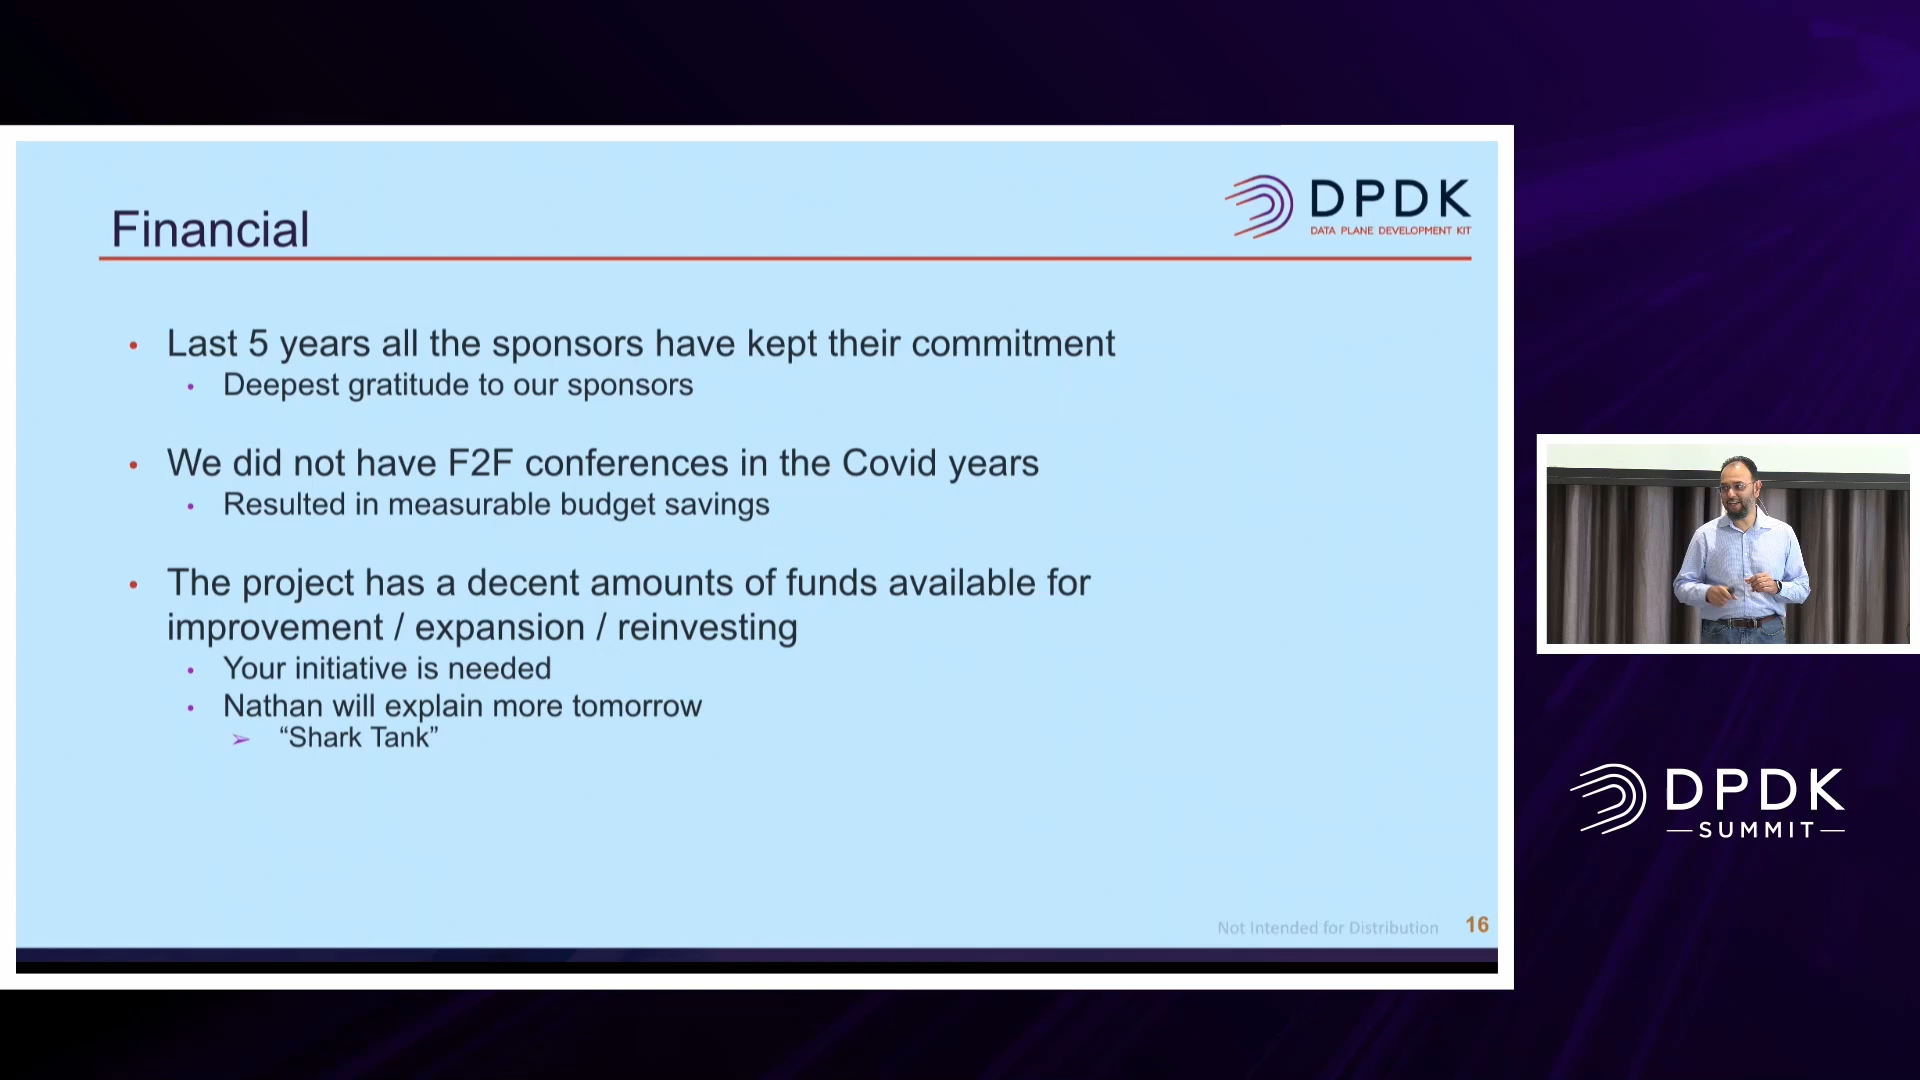 Financial
DPDK
DATA PLANE DEVELOPMENT KIT
• Last 5 years all the sponsors have kept their commitment
• Deepest gratitude to our sponsors
• We did not have F2F conferences in the Covid years
• Resulted in measurable budget savings
• The project has a decent amounts of funds available for
improvement / expansion / reinvesting
• Your initiative is needed
• Nathan will explain more tomorrow
➢ “Shark Tank”
Not Intended for Distribution 16
DPDK
SUMMIT